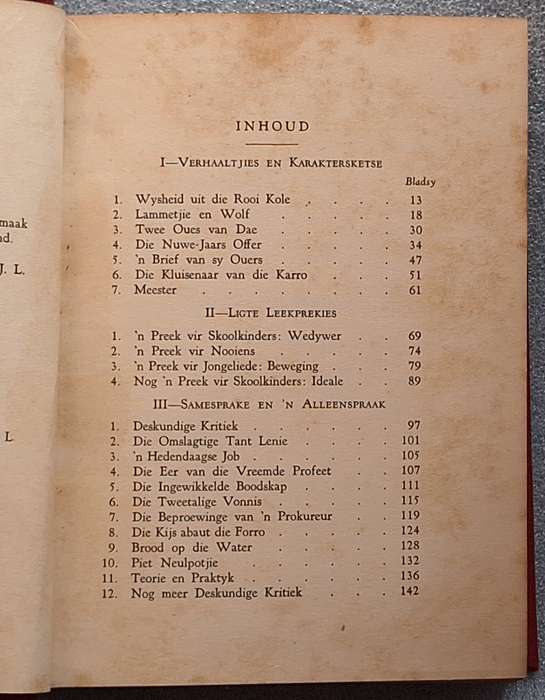 maak
nd.
J. L.
L
INHOUD
I—Verhaaltjies en Karaktersketse
Bladsy
1. Wysheid uit die Rooi Kole . . . . 13
2. Lammetjie en Wolf . . . . . 18
3. Twee Oues van Dae . . . . . 30
4. Die Nuwe-Jaars Offer . . . . . 34
5. 'n Brief van sy Ouers . . . . . 47
6. Die Kluisenaar van die Karro . . . . 51
7. Meester . . . . . . . 61
II—Ligte Leekprekies
1. 'n Preek vir Skoolkinders: Wedywer . . 69
2. 'n Preek vir Nooiens . . . . . 74
3. 'n Preek vir Jongeliede: Beweging . . 79
4. Nog 'n Preek vir Skoolkinders: Ideale . . 89
III—Samesprake en 'n Alleenspraak
1. Deskundige Kritiek . . . . . . 97
2. Die Omslagtige Tant Lenie . . . . 101
3. 'n Hedendaagse Job . . . . . 105
4. Die Eer van die Vreemde Profeet . . 107
5. Die Ingewikkelde Boodskap . . . . 111
6. Die Tweetalige Vonnis . . . . . 115
7. Die Beproewinge van 'n Prokureur . . 119
8. Die Kijs abaut die Forro . . . . 124
9. Brood op die Water . . . . . 128
10. Piet Neulpotjie . . . . . 132
11. Teorie en Praktyk . . . . . . 136
12. Nog meer Deskundige Kritiek . . . . 142